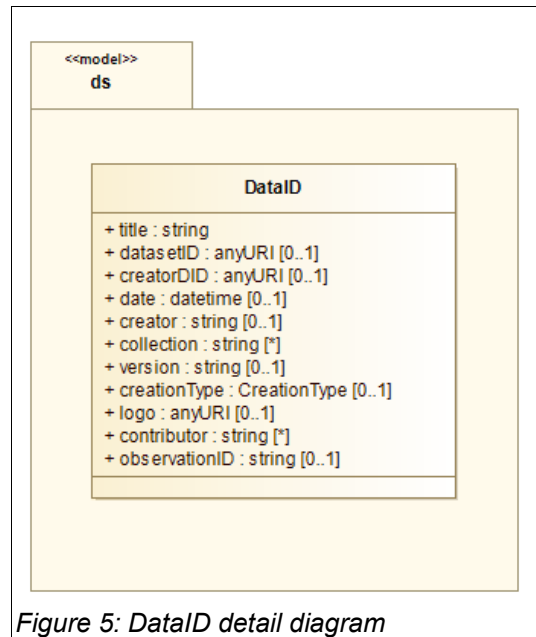 <<model>>
ds
DataID
+ title : string
+ datasetID : anyURI [0..1]
+ creatorDID : anyURI [0..1]
+ date : datetime [0..1]
+ creator : string [0..1]
+ collection : string [*]
+ version : string [0..1]
+ creationType : CreationType [0..1]
+ logo : anyURI [0..1]
+ contributor : string [*]
+ observationID : string [0..1]
Figure 5: DataID detail diagram